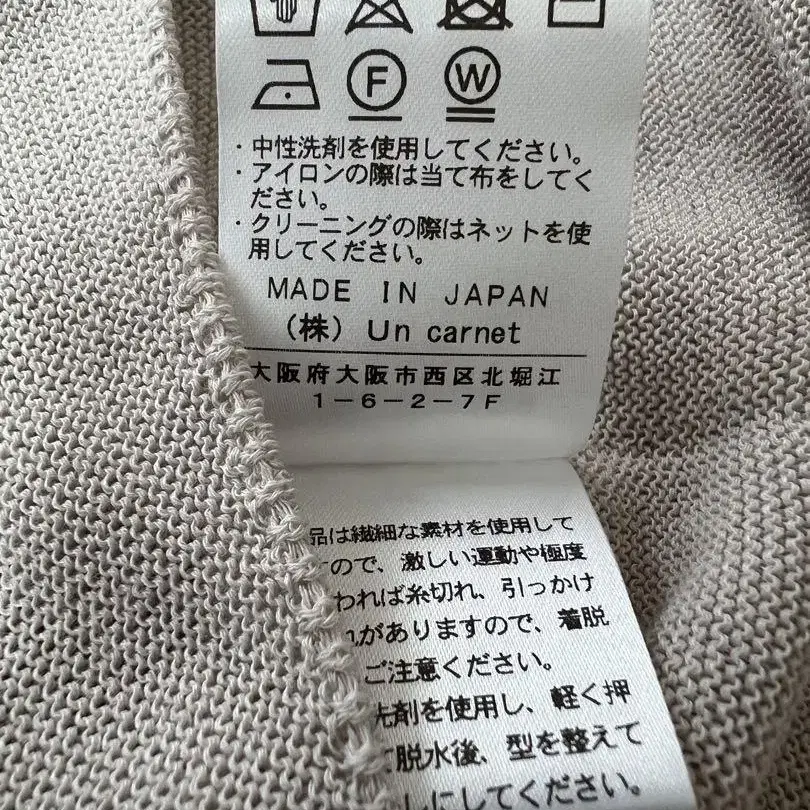 F W
・中性洗剤を使用してください。
・アイロンの際は当て布をしてく
ださい。
・クリーニングの際はネットを使
用してください。
MADE IN JAPAN
(株) Un carnet
大阪府大阪市西区北堀江
1-6-2-7F
品は繊細な素材を使用して
すので、激しい運動や極度
われば糸切れ、引っかけ
れがありますので、着脱
ご注意ください。
洗剤を使用し、軽く押
て脱水後、型を整えて
しにしてください。